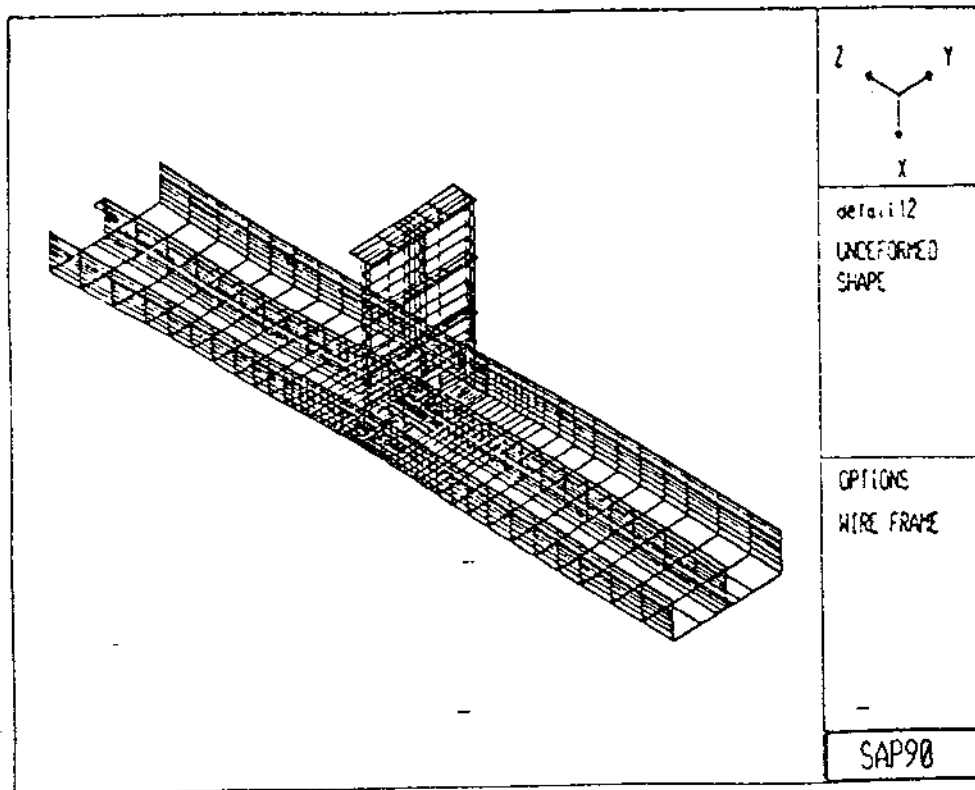 Z Y
X
detail2
UNDEFORMED
SHAPE
OPTIONS
WIRE FRAME
SAP90